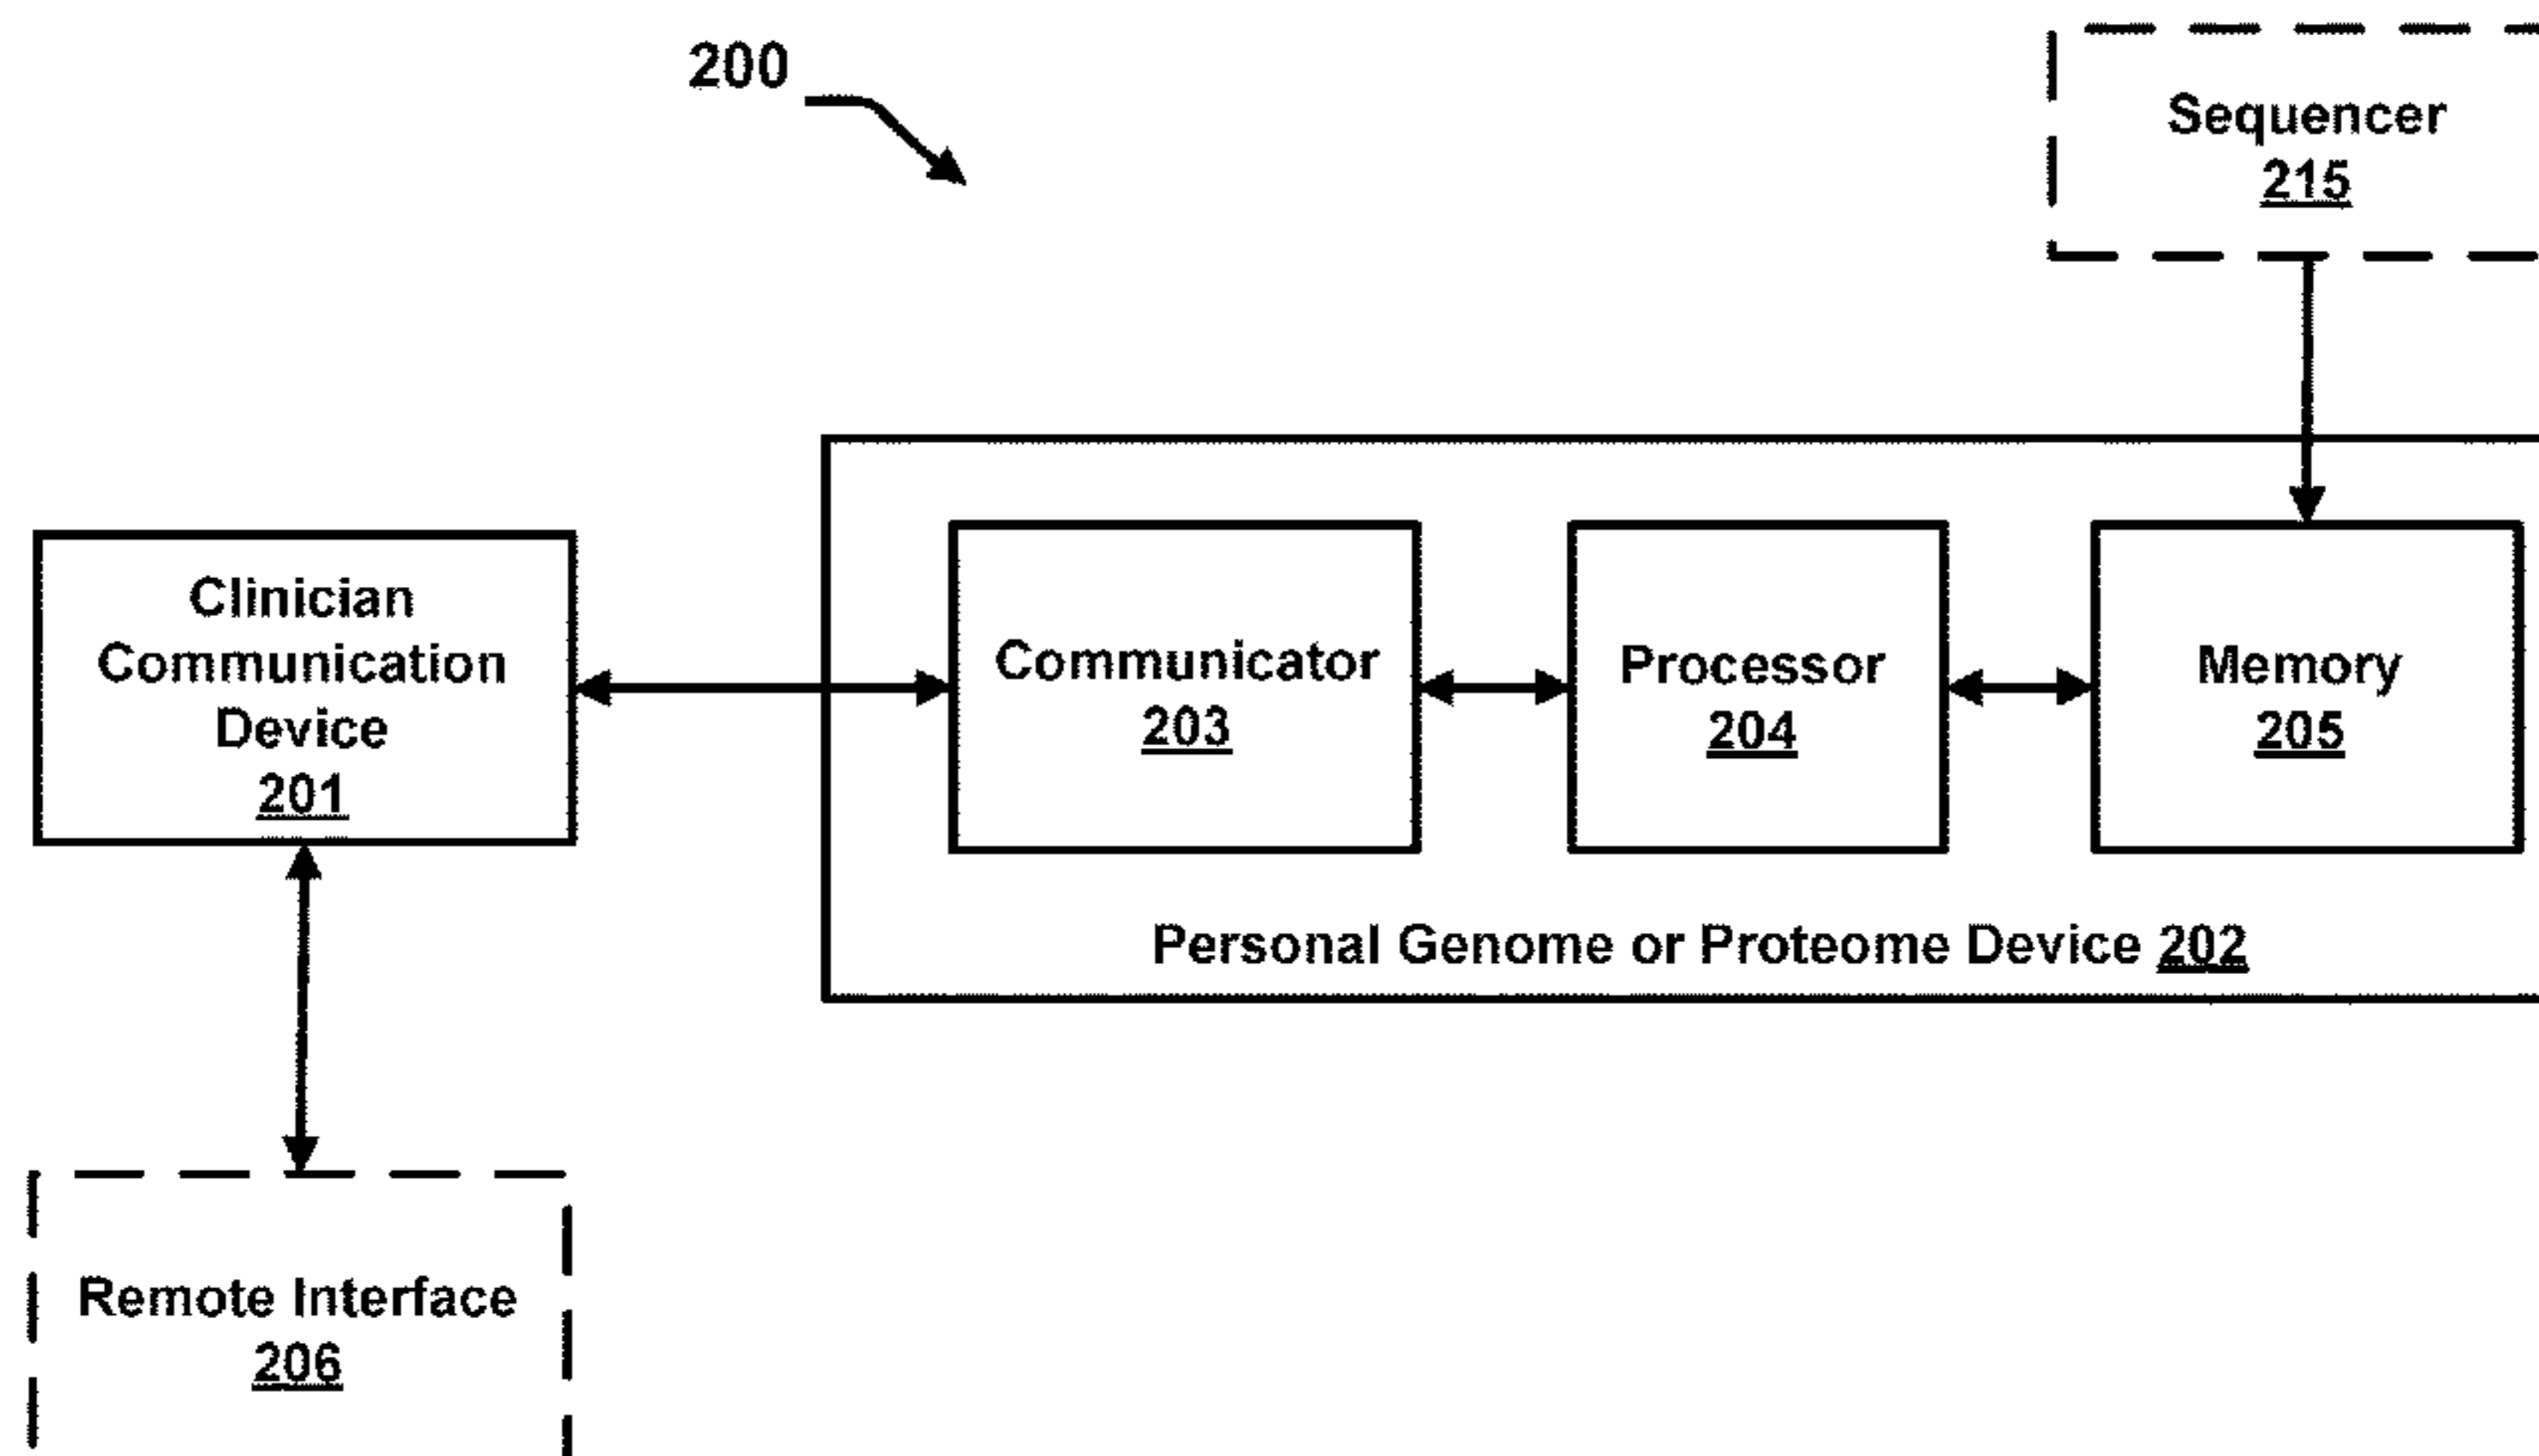 200
Sequencer
215
Clinician
Communication
Device
201
Communicator
203
Processor
204
Memory
205
Personal Genome or Proteome Device 202
Remote Interface
206